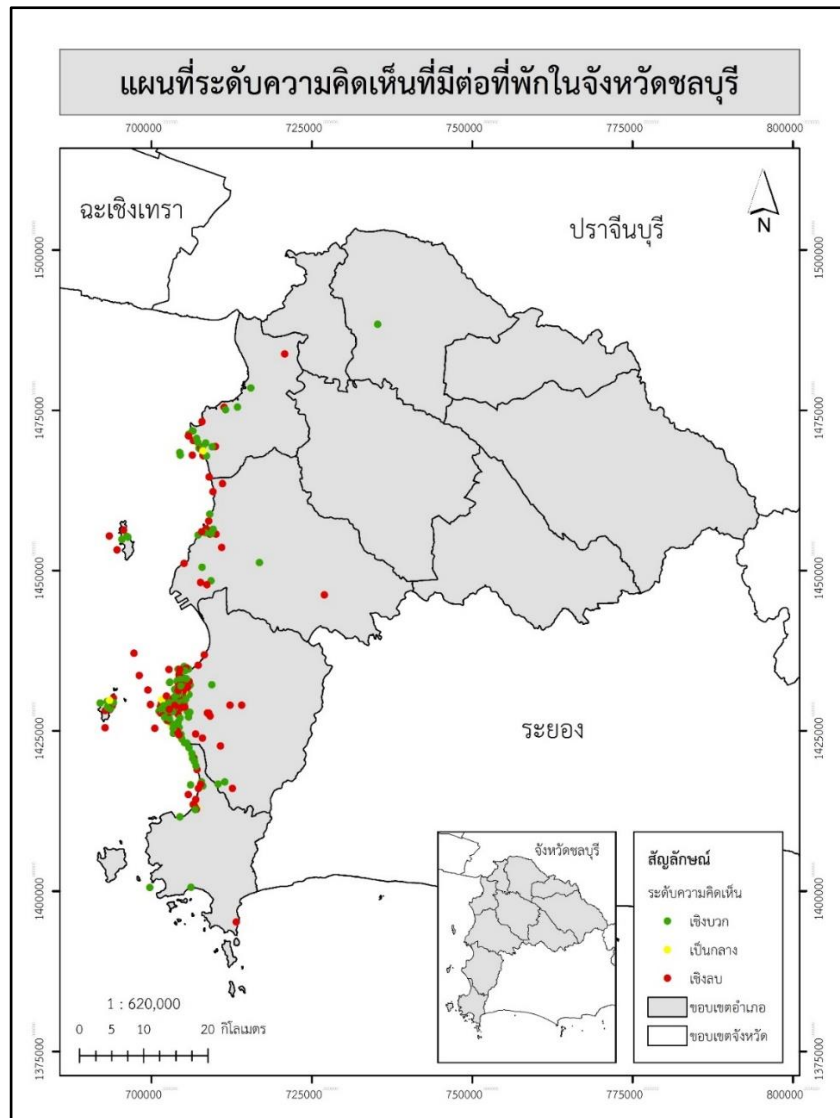 แผนที่ระดับความคิดเห็นที่มีต่อที่พักในจังหวัดชลบุรี
700000 725000 750000 775000 800000
ฉะเชิงเทรา
ปราจีนบุรี
N
1500000 1500000
1475000 1475000
1450000 1450000
1425000 1425000
ระยอง
1400000 1400000
จังหวัดชลบุรี
สัญลักษณ์
ระดับความคิดเห็น
เชิงบวก
เป็นกลาง
เชิงลบ
ขอบเขตอำเภอ
ขอบเขตจังหวัด
1 : 620,000
0 5 10 20 กิโลเมตร
1375000 1375000
700000 725000 750000 775000 800000